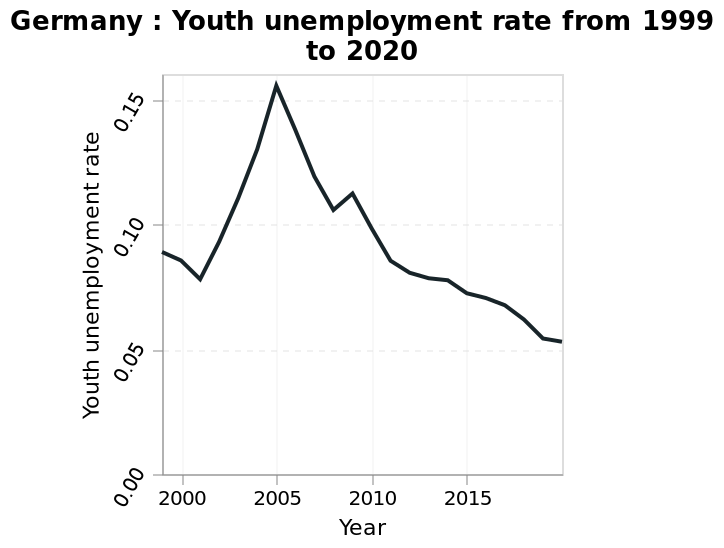 Germany : Youth unemployment rate from 1999
to 2020
Youth unemployment rate
0.15
0.10
0.05
0.00
2000 2005 2010 2015
Year